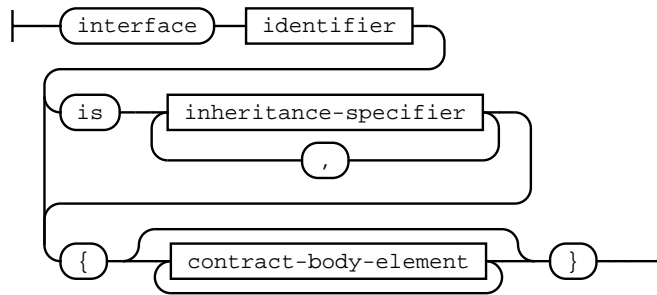 interface identifier
is inheritance-specifier
,
{ contract-body-element }